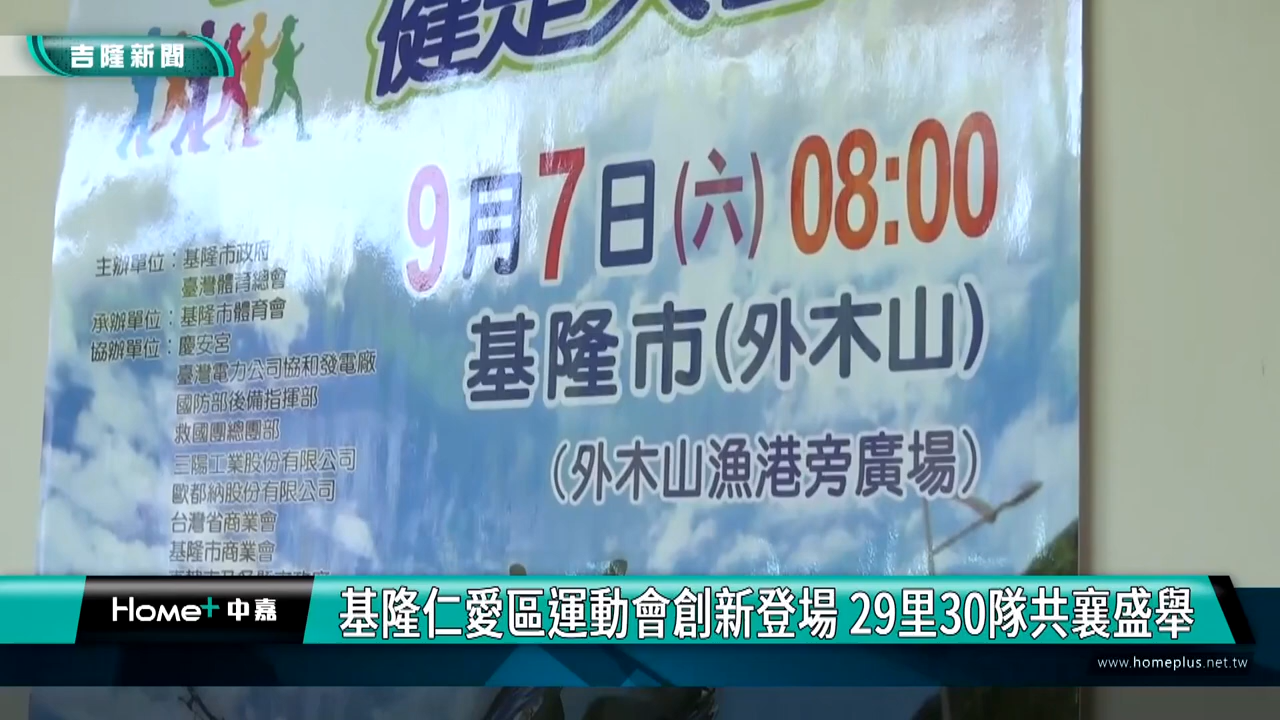 吉隆新聞
健走大
9月7日(六) 08:00
基隆市(外木山)
(外木山漁港旁廣場)
主辦單位：基隆市政府
臺灣體育總會
承辦單位：基隆市體育會
協辦單位：慶安宮
臺灣電力公司協和發電廠
國防部後備指揮部
救國團總團部
三陽工業股份有限公司
歐都納股份有限公司
台灣省商業會
基隆市商業會
Home+中嘉
基隆仁愛區運動會創新登場 29里30隊共襄盛舉
www.homeplus.net.tw